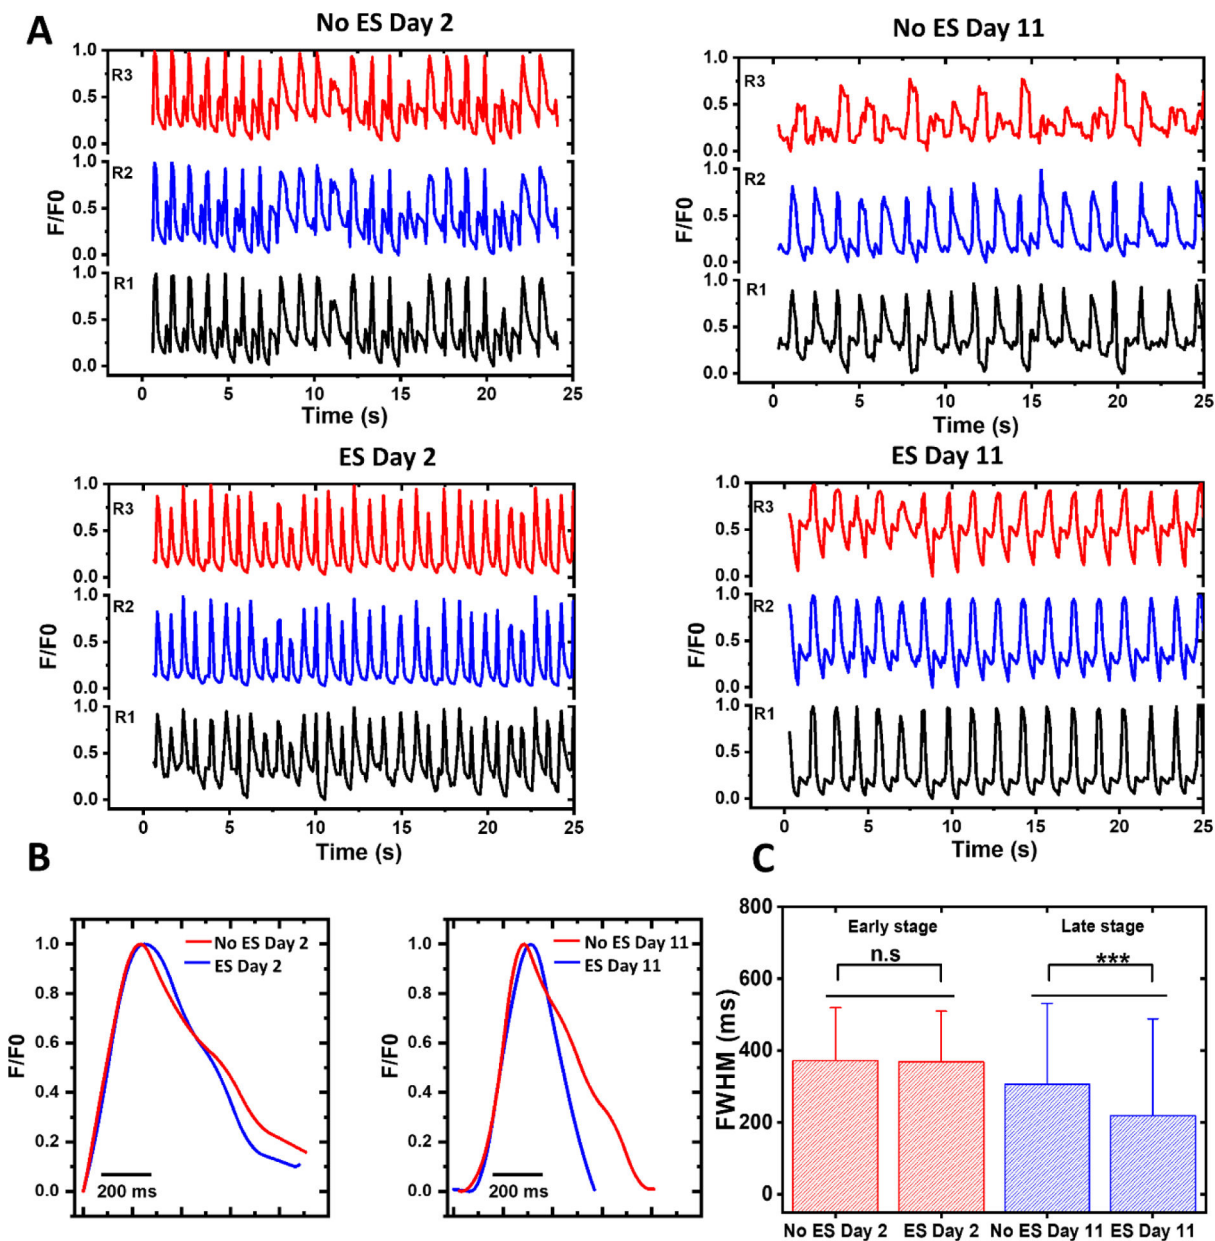 A
No ES Day 2
R3
1.0
0.5
0.0
R2
1.0
0.5
0.0
R1
1.0
0.5
0.0
F/F0
0 5 10 15 20 25
Time (s)
No ES Day 11
R3
1.0
0.5
0.0
R2
1.0
0.5
0.0
R1
1.0
0.5
0.0
F/F0
0 5 10 15 20 25
Time (s)
ES Day 2
R3
1.0
0.5
0.0
R2
1.0
0.5
0.0
R1
1.0
0.5
0.0
F/F0
0 5 10 15 20 25
Time (s)
ES Day 11
R3
1.0
0.5
0.0
R2
1.0
0.5
0.0
R1
1.0
0.5
0.0
F/F0
0 5 10 15 20 25
Time (s)
B
F/F0
1.0
0.8
0.6
0.4
0.2
0.0
No ES Day 2
ES Day 2
200 ms
F/F0
1.0
0.8
0.6
0.4
0.2
0.0
No ES Day 11
ES Day 11
200 ms
C
FWHM (ms)
800
600
400
200
0
Early stage
n.s
Late stage
***
No ES Day 2 ES Day 2 No ES Day 11 ES Day 11